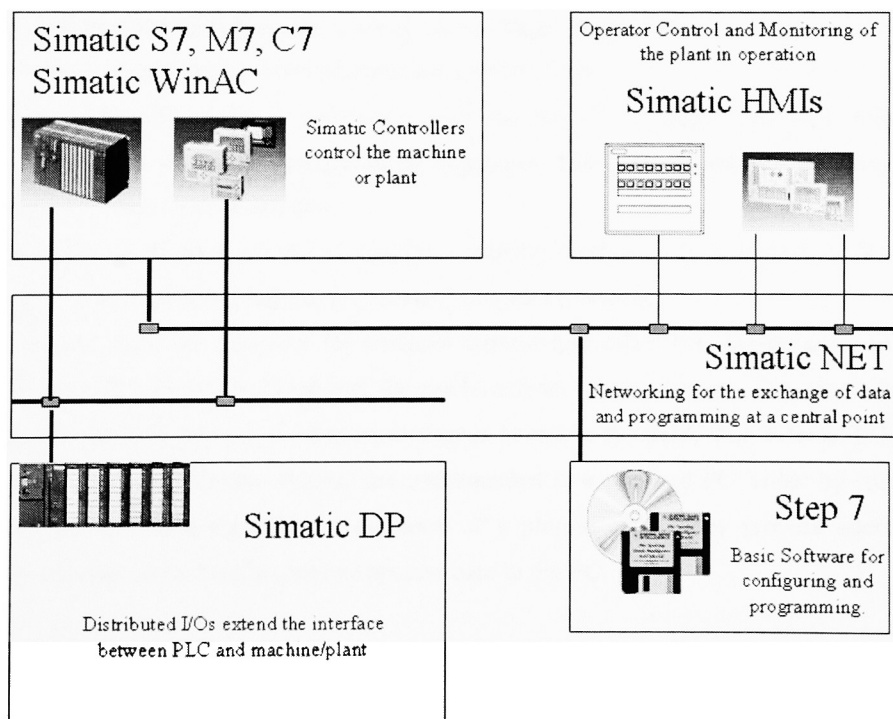 Simatic S7, M7, C7
Simatic WinAC
Simatic Controllers
control the machine
or plant
Operator Control and Monitoring of
the plant in operation
Simatic HMIs
Simatic NET
Networking for the exchange of data
and programming at a central point
Simatic DP
Distributed I/Os extend the interface
between PLC and machine/plant
Step 7
Basic Software for
configuring and
programming.